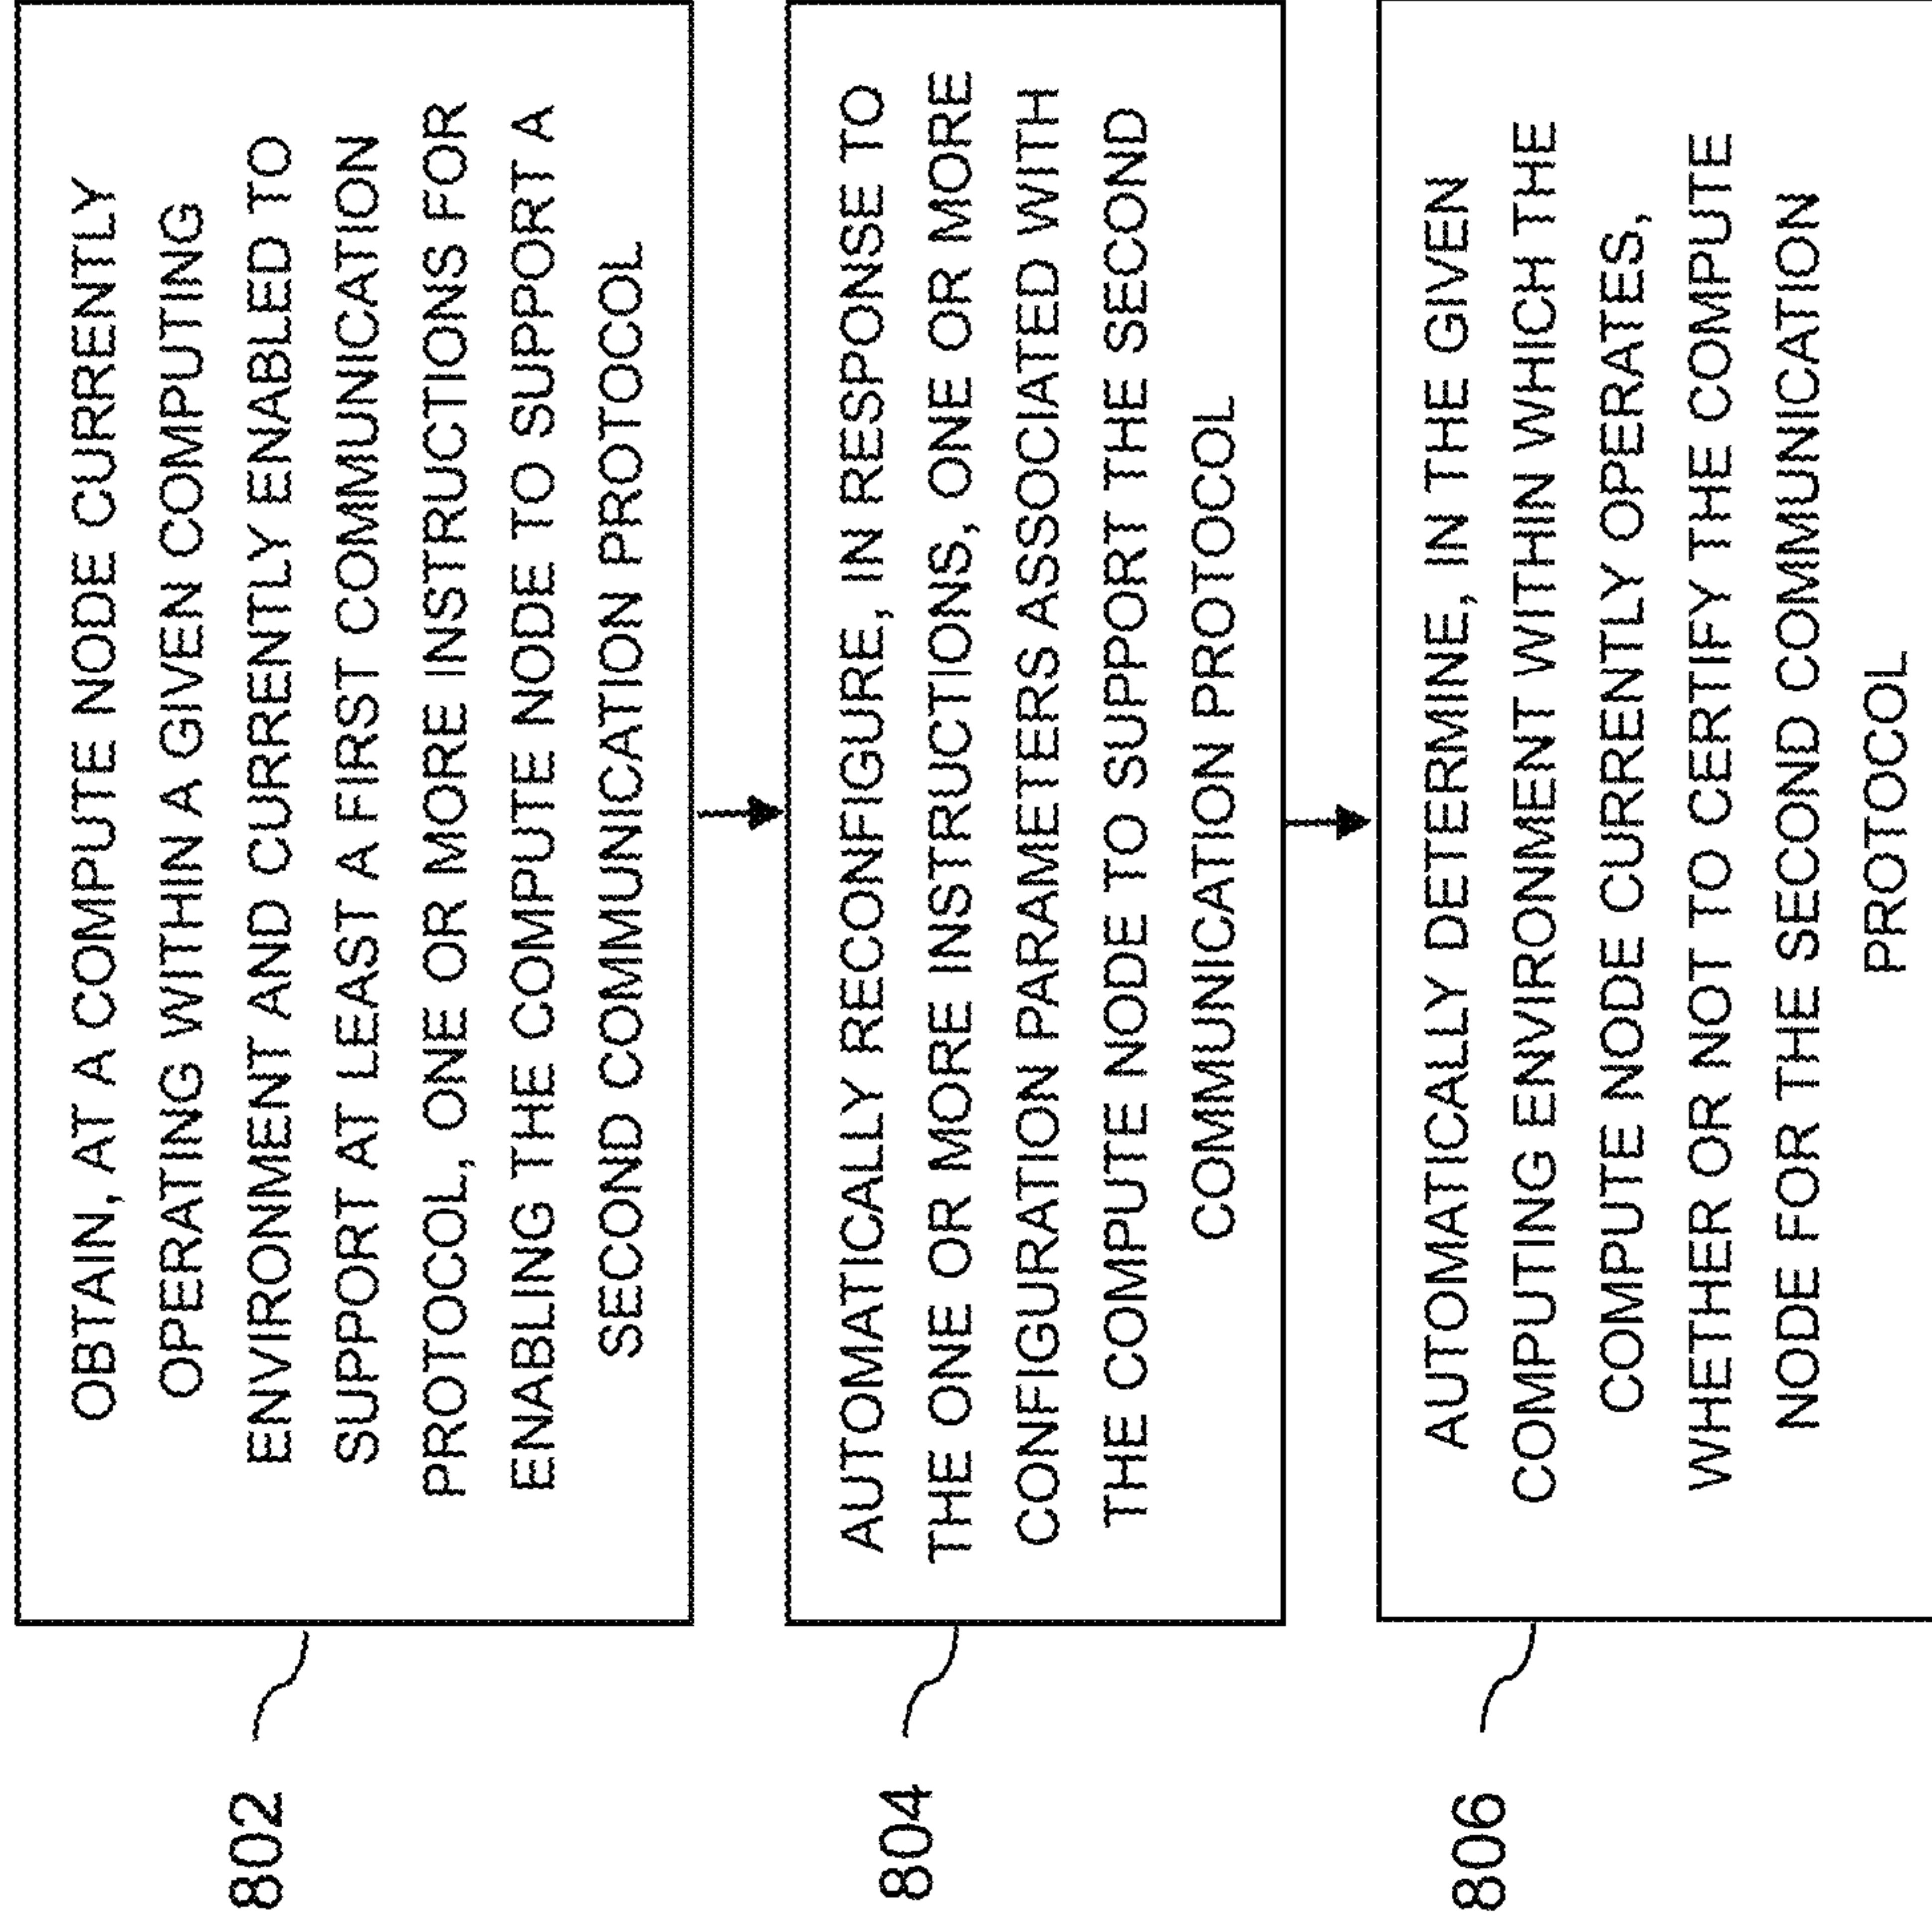 802
OBTAIN, AT A COMPUTE NODE CURRENTLY
OPERATING WITHIN A GIVEN COMPUTING
ENVIRONMENT AND CURRENTLY ENABLED TO
SUPPORT AT LEAST A FIRST COMMUNICATION
PROTOCOL, ONE OR MORE INSTRUCTIONS FOR
ENABLING THE COMPUTE NODE TO SUPPORT A
SECOND COMMUNICATION PROTOCOL
804
AUTOMATICALLY RECONFIGURE, IN RESPONSE TO
THE ONE OR MORE INSTRUCTIONS, ONE OR MORE
CONFIGURATION PARAMETERS ASSOCIATED WITH
THE COMPUTE NODE TO SUPPORT THE SECOND
COMMUNICATION PROTOCOL
806
AUTOMATICALLY DETERMINE, IN THE GIVEN
COMPUTING ENVIRONMENT WITHIN WHICH THE
COMPUTE NODE CURRENTLY OPERATES,
WHETHER OR NOT TO CERTIFY THE COMPUTE
NODE FOR THE SECOND COMMUNICATION
PROTOCOL